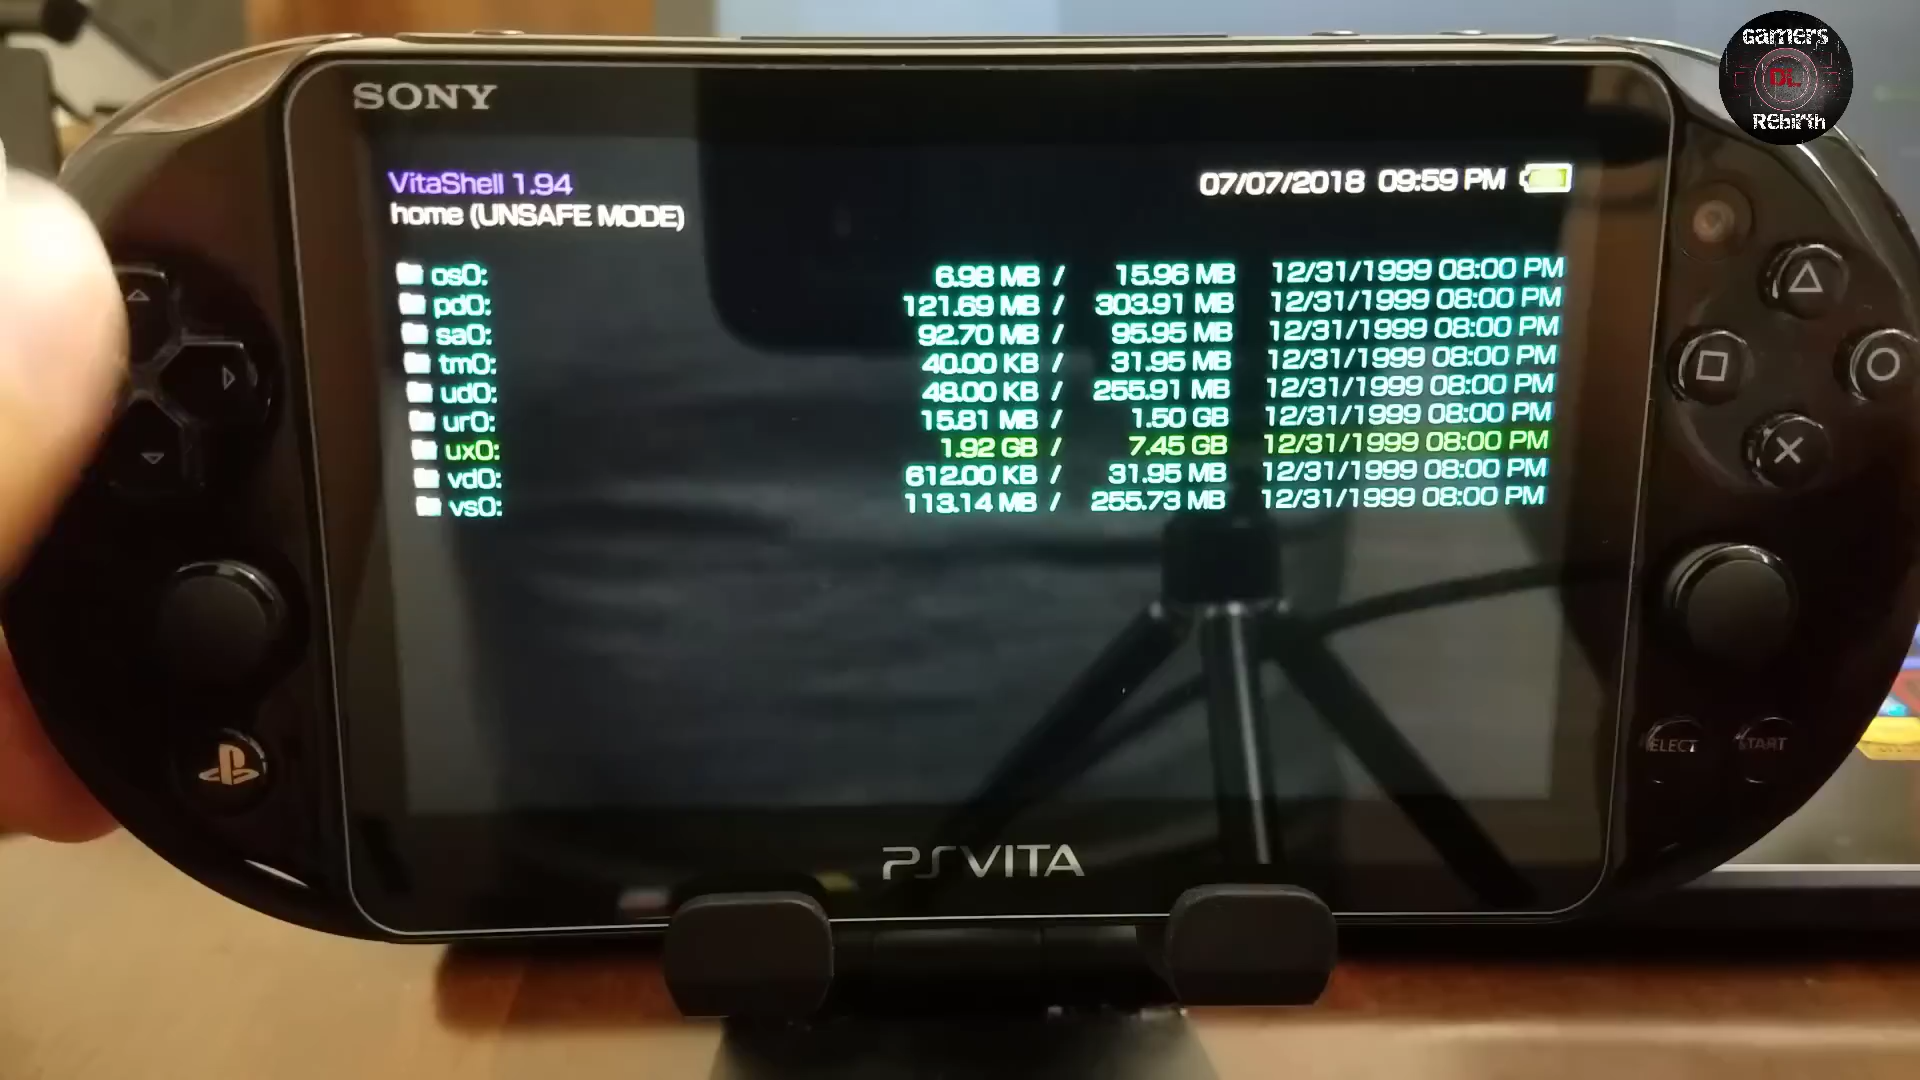 Gamers
DL
REbirth
SONY
VitaShell 1.94
07/07/2018 09:59 PM
home (UNSAFE MODE)
os0: 6.98 MB / 15.96 MB 12/31/1999 08:00 PM
pd0: 121.69 MB / 303.91 MB 12/31/1999 08:00 PM
sa0: 92.70 MB / 95.95 MB 12/31/1999 08:00 PM
tm0: 40.00 KB / 31.95 MB 12/31/1999 08:00 PM
ud0: 48.00 KB / 255.91 MB 12/31/1999 08:00 PM
ur0: 15.81 MB / 1.50 GB 12/31/1999 08:00 PM
ux0: 1.92 GB / 7.45 GB 12/31/1999 08:00 PM
vd0: 612.00 KB / 31.95 MB 12/31/1999 08:00 PM
vs0: 113.14 MB / 255.73 MB 12/31/1999 08:00 PM
SELECT START
PSVITA